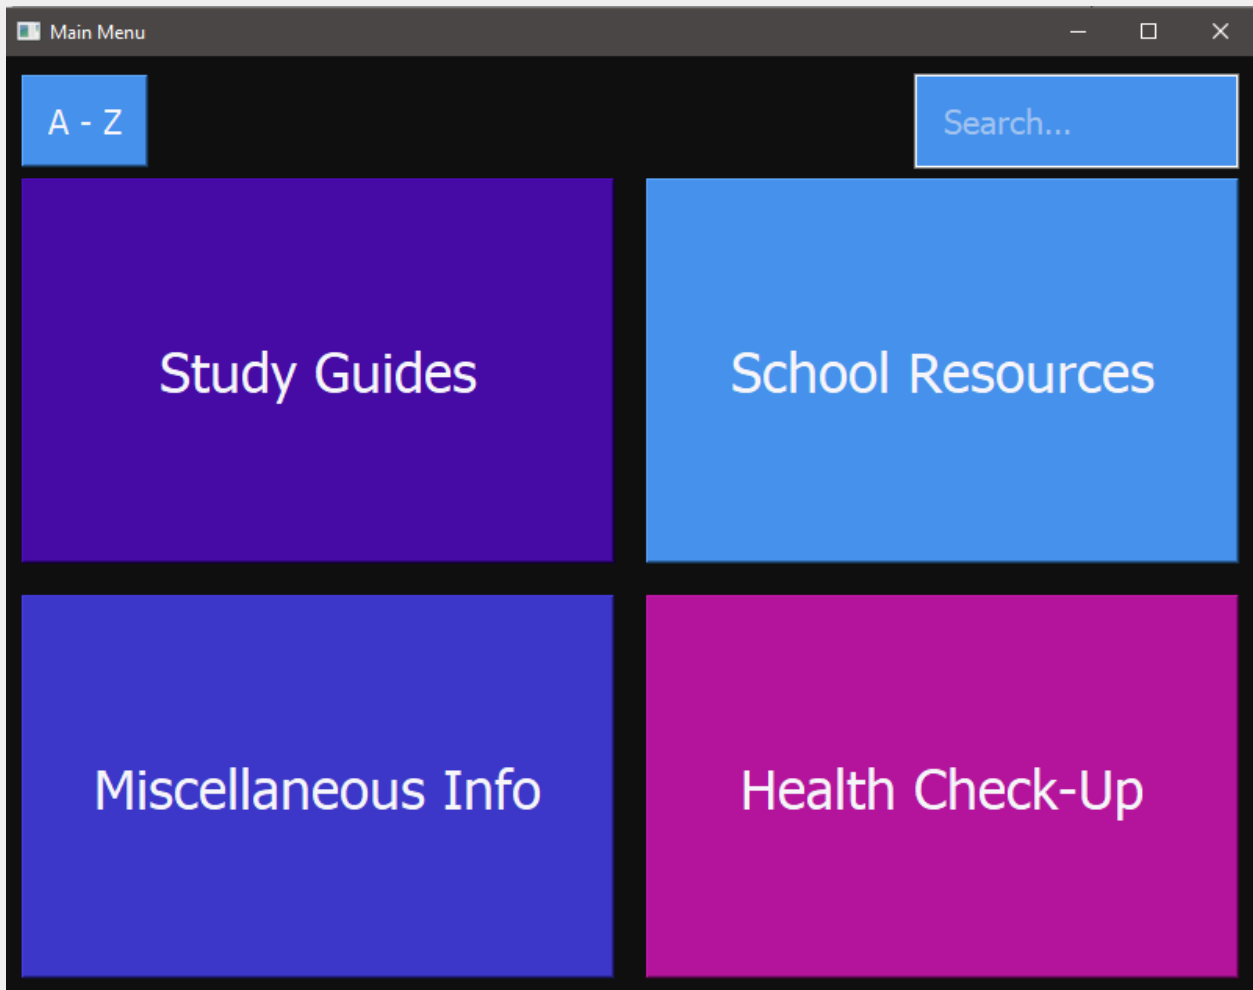 Main Menu
A - Z
Search...
Study Guides
School Resources
Miscellaneous Info
Health Check-Up